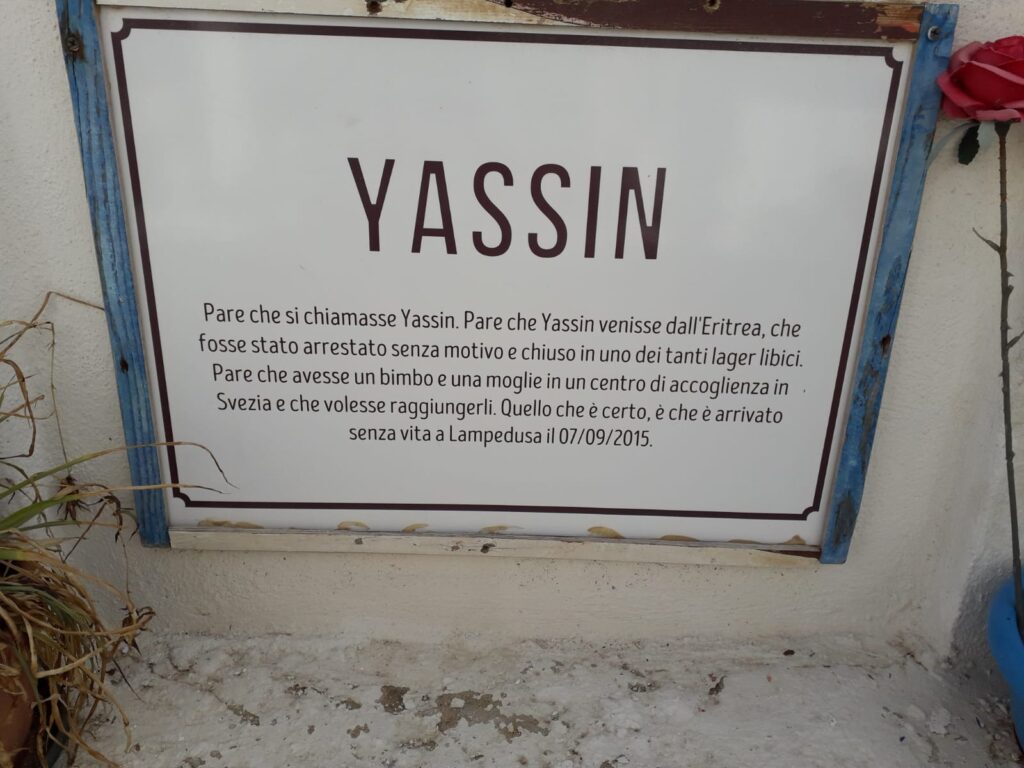 YASSIN
Pare che si chiamasse Yassin. Pare che Yassin venisse dall'Eritrea, che
fosse stato arrestato senza motivo e chiuso in uno dei tanti lager libici.
Pare che avesse un bimbo e una moglie in un centro di accoglienza in
Svezia e che volesse raggiungerli. Quello che è certo, è che è arrivato
senza vita a Lampedusa il 07/09/2015.